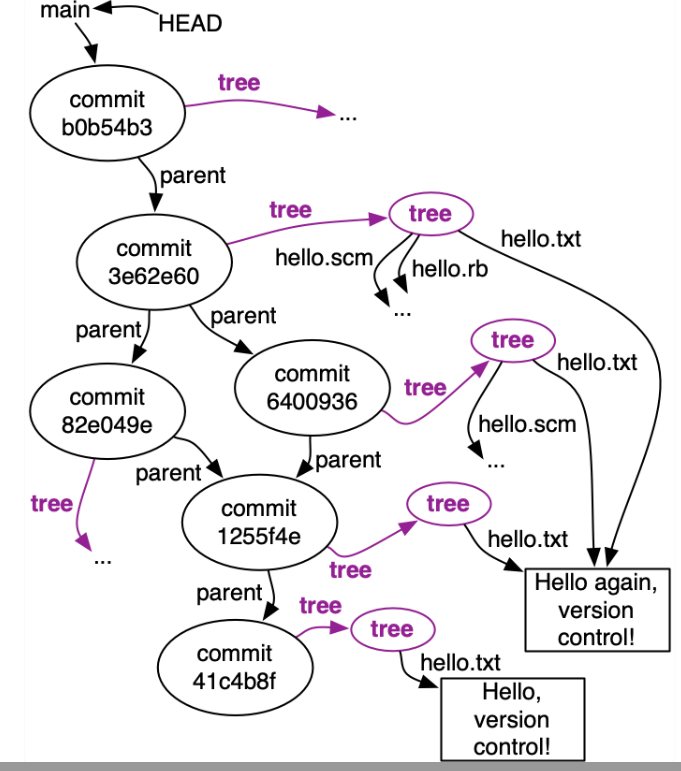 main
HEAD
commit
b0b54b3
tree
...
parent
commit
3e62e60
tree
tree
hello.scm
hello.rb
hello.txt
...
parent
parent
commit
82e049e
commit
6400936
tree
tree
hello.txt
hello.scm
...
tree
...
parent
parent
commit
1255f4e
tree
tree
hello.txt
Hello again,
version
control!
parent
commit
41c4b8f
tree
tree
hello.txt
Hello,
version
control!